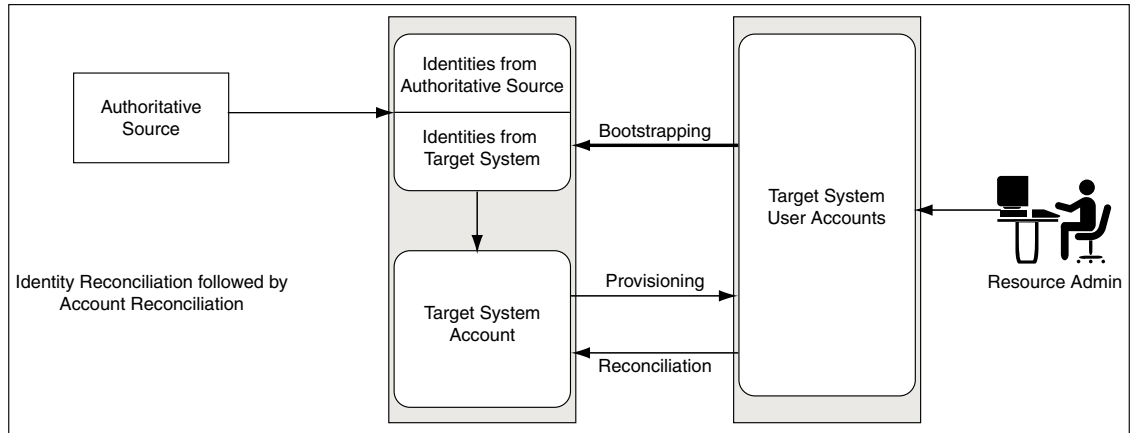 Authoritative
Source
Identities from
Authoritative Source
Identities from
Target System
Bootstrapping
Target System
User Accounts
Resource Admin
Identity Reconciliation followed by
Account Reconciliation
Target System
Account
Provisioning
Reconciliation